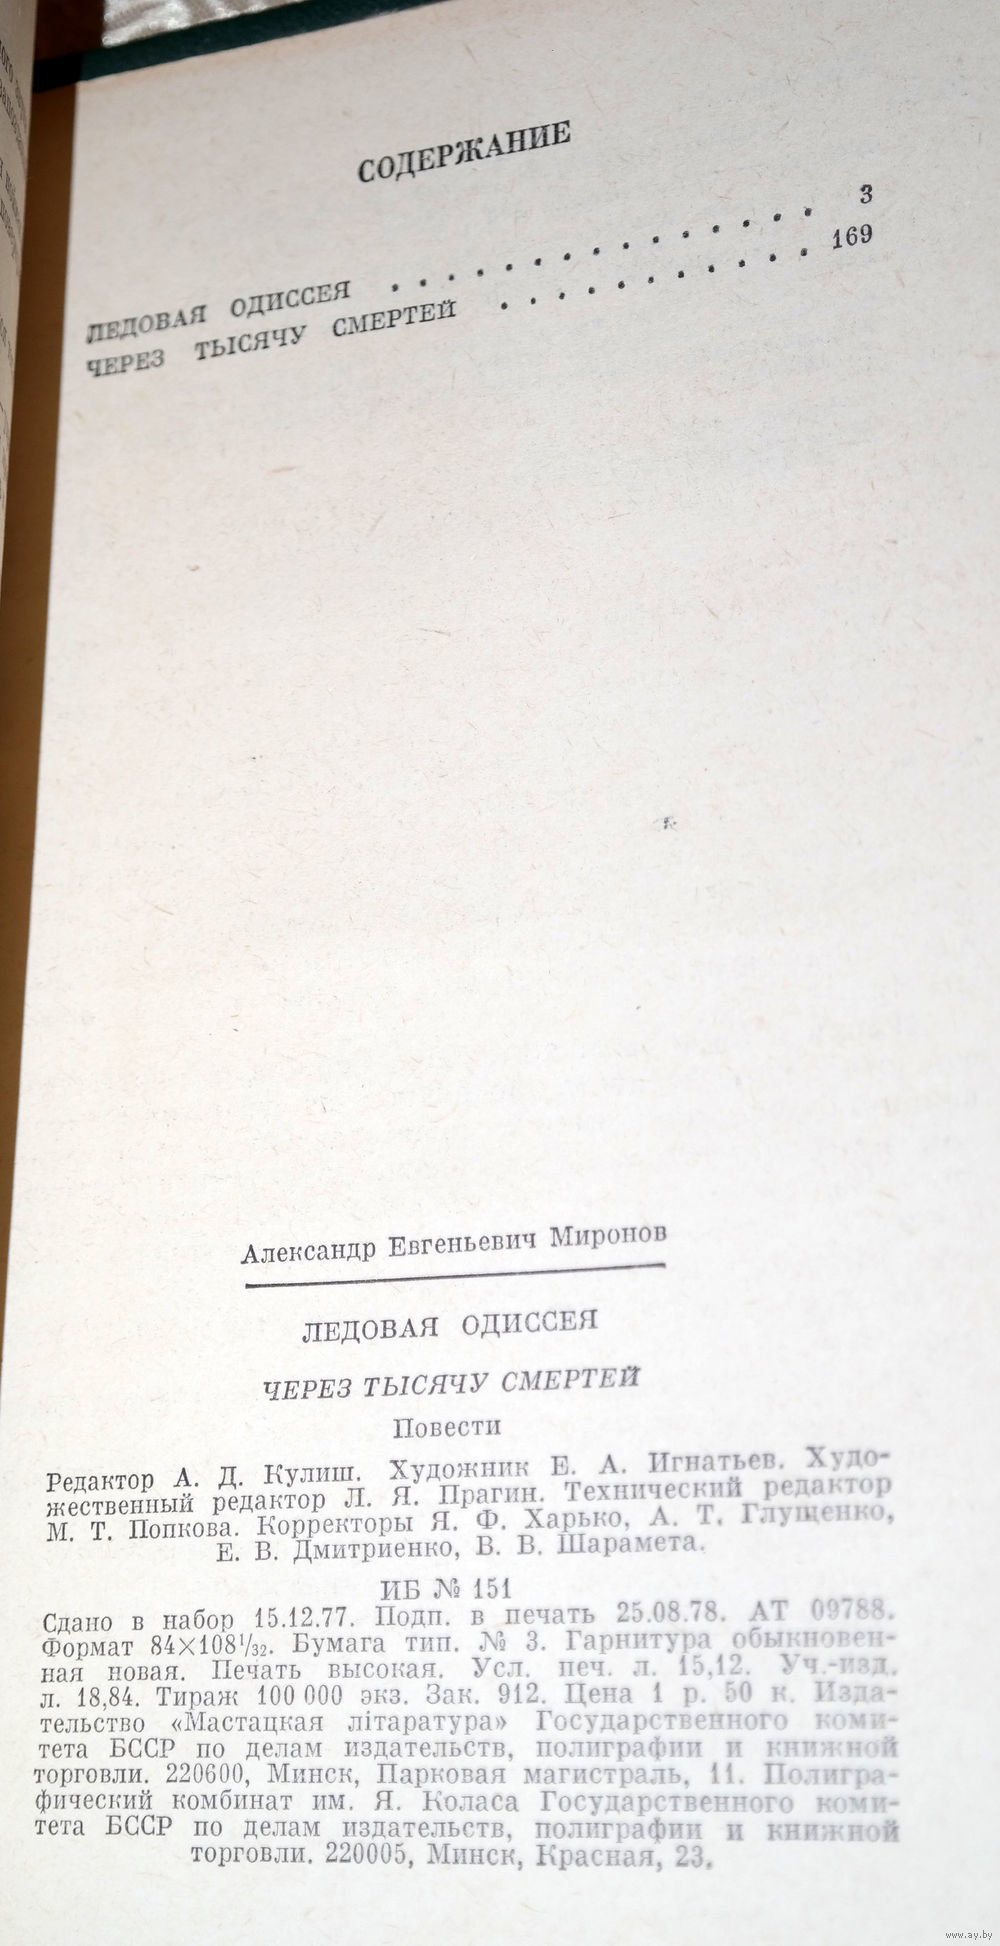 СОДЕРЖАНИЕ
ЛЕДОВАЯ ОДИССЕЯ . . . . . . . . . . . . . . . 3
ЧЕРЕЗ ТЫСЯЧУ СМЕРТЕЙ . . . . . . . . . . . 169
Александр Евгеньевич Миронов
ЛЕДОВАЯ ОДИССЕЯ
ЧЕРЕЗ ТЫСЯЧУ СМЕРТЕЙ
Повести
Редактор А. Д. Кулиш. Художник Е. А. Игнатьев. Худо-
жественный редактор Л. Я. Прагин. Технический редактор
М. Т. Попкова. Корректоры Я. Ф. Харько, А. Т. Глущенко,
Е. В. Дмитриенко, В. В. Шарамета.
ИБ № 151
Сдано в набор 15.12.77. Подп. в печать 25.08.78. АТ 09788.
Формат 84×108¹/₃₂. Бумага тип. № 3. Гарнитура обыкновен-
ная новая. Печать высокая. Усл. печ. л. 15,12. Уч.-изд.
л. 18,84. Тираж 100 000 экз. Зак. 912. Цена 1 р. 50 к. Изда-
тельство «Мастацкая літаратура» Государственного коми-
тета БССР по делам издательств, полиграфии и книжной
торговли. 220600, Минск, Парковая магистраль, 11. Полигра-
фический комбинат им. Я. Коласа Государственного коми-
тета БССР по делам издательств, полиграфии и книжной
торговли. 220005, Минск, Красная, 23.
www.ay.by